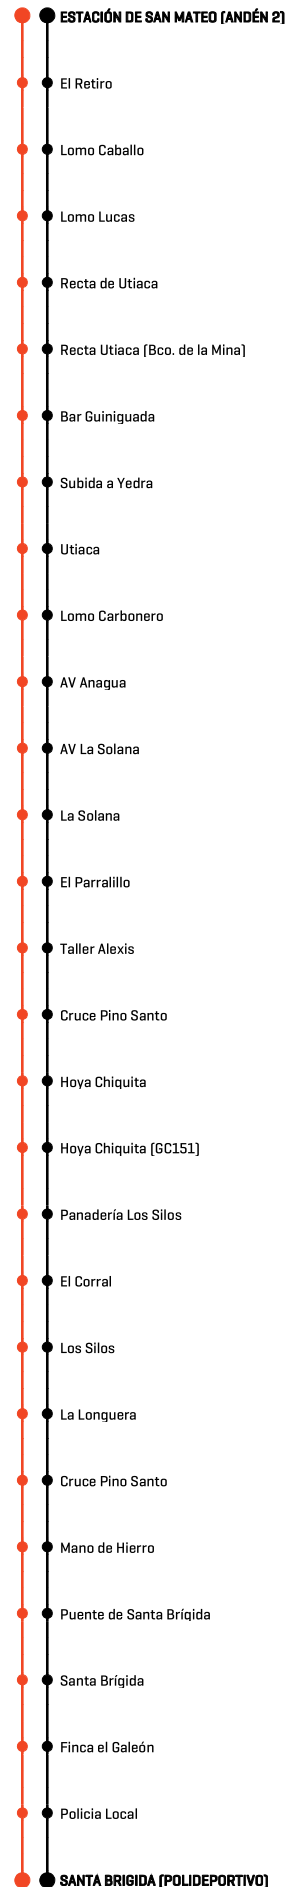 ESTACIÓN DE SAN MATEO (ANDÉN 2)
El Retiro
Lomo Caballo
Lomo Lucas
Recta de Utiaca
Recta Utiaca (Bco. de la Mina)
Bar Guiniguada
Subida a Yedra
Utiaca
Lomo Carbonero
AV Anagua
AV La Solana
La Solana
El Parralillo
Taller Alexis
Cruce Pino Santo
Hoya Chiquita
Hoya Chiquita (GC151)
Panadería Los Silos
El Corral
Los Silos
La Longuera
Cruce Pino Santo
Mano de Hierro
Puente de Santa Brígida
Santa Brígida
Finca el Galeón
Policia Local
SANTA BRIGIDA (POLIDEPORTIVO)